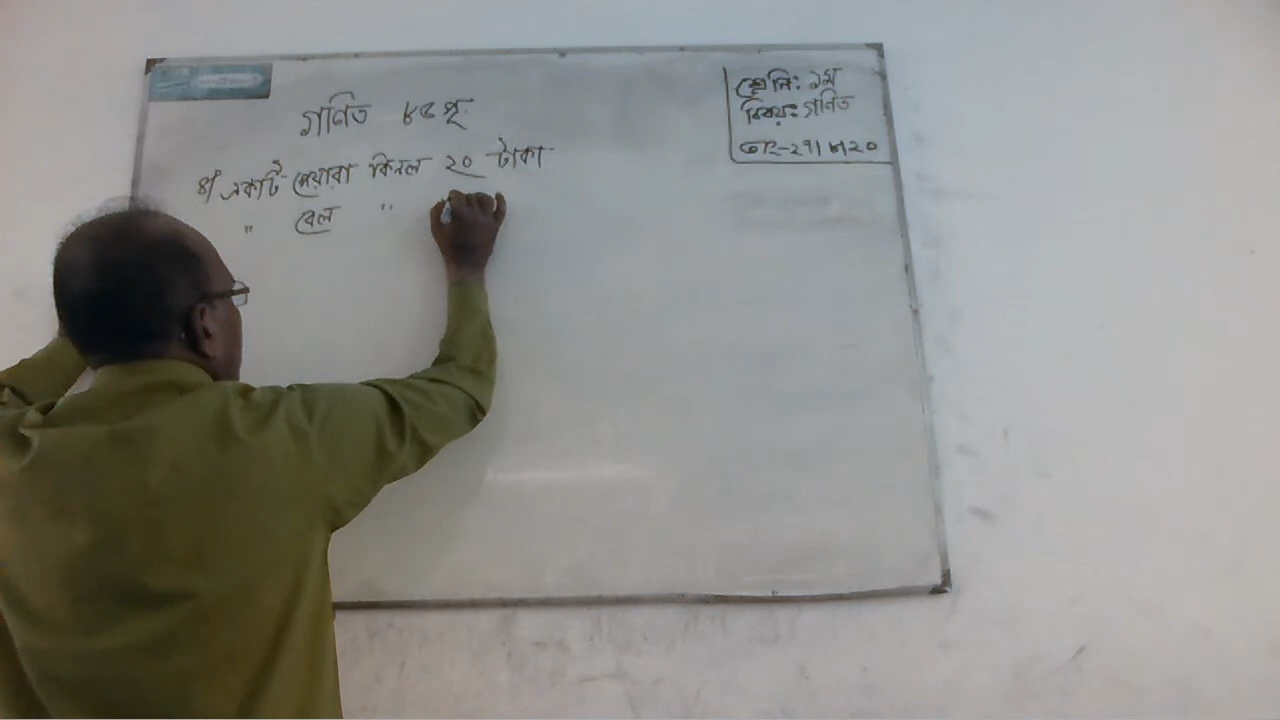 গণিত ৮৫ পৃ
শ্রেণি: ১ম
বিষয়ঃ গণিত
৪। একটি পেয়ারা কিনল ২০ টাকা
" বেল "